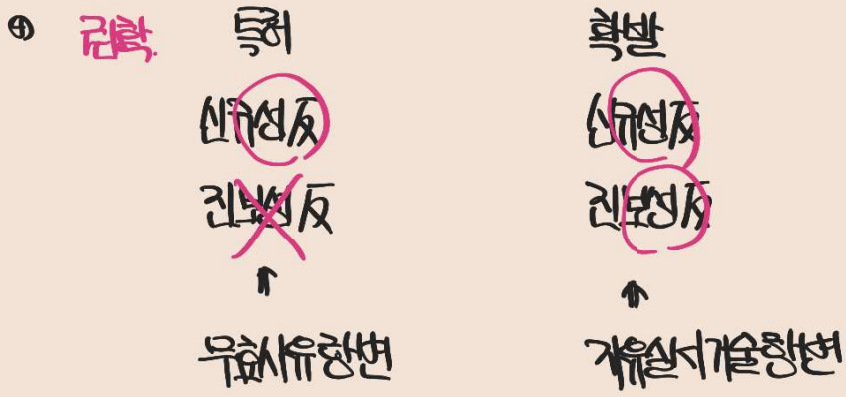 ④ 권확. 특허 확발
신규성 反 신규성 反
진보성 反 진보성 反
↑ ↑
무효사유항변 자유실시기술항변